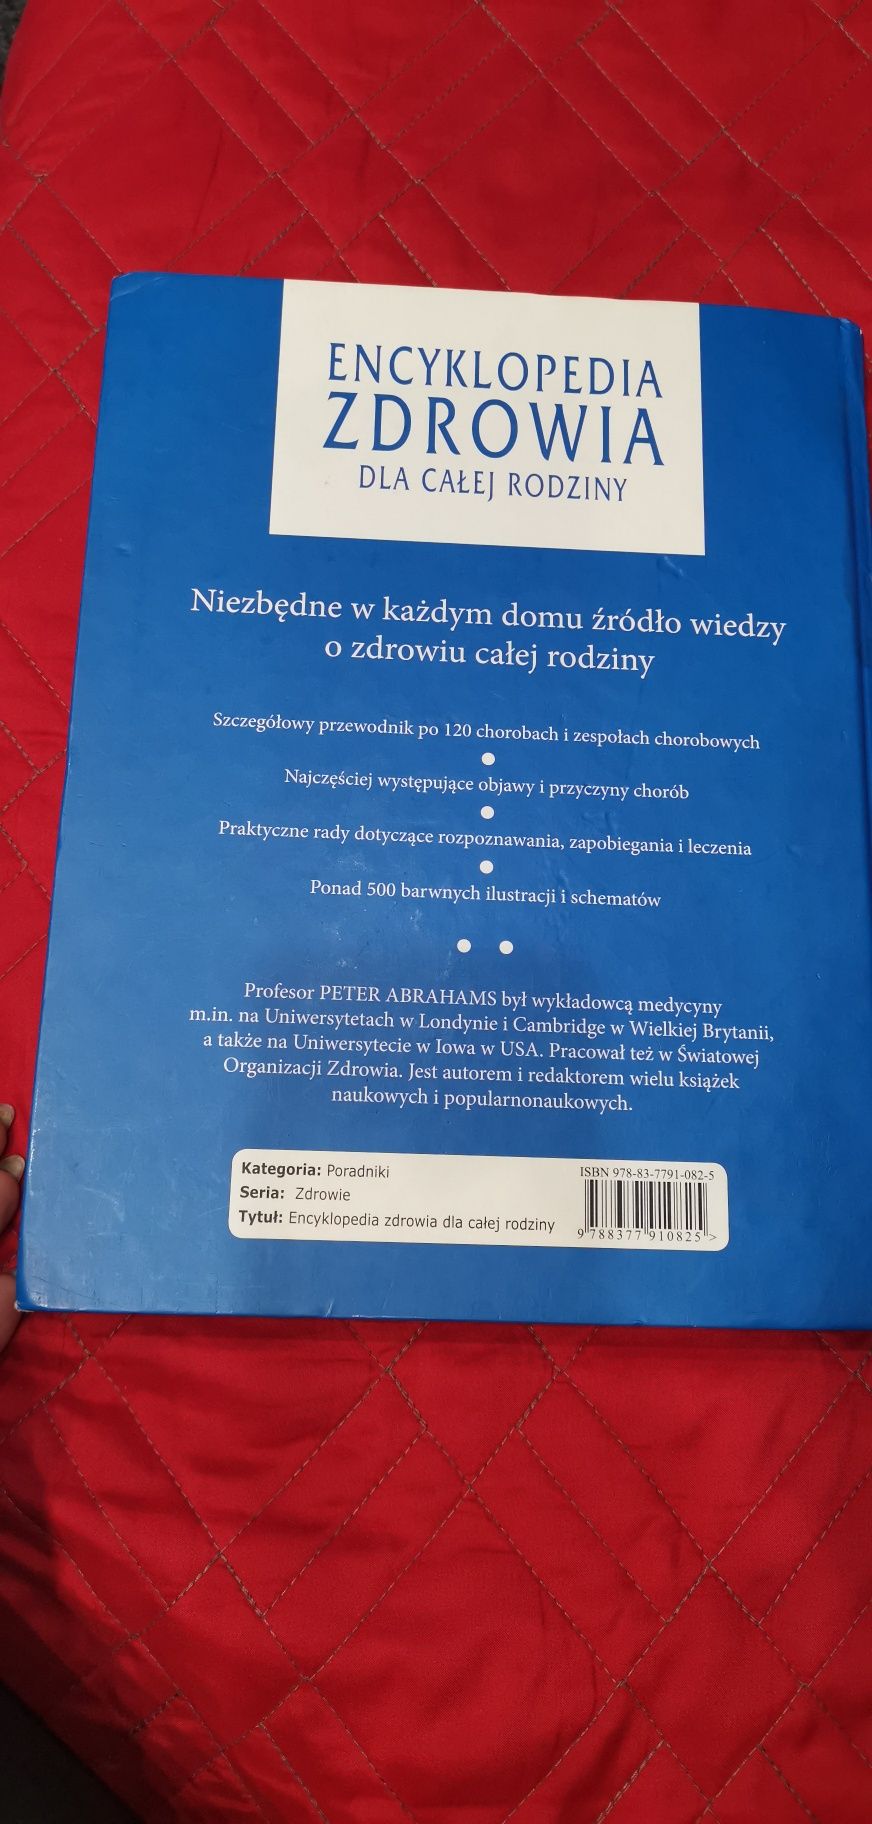 ENCYKLOPEDIA
ZDROWIA
DLA CAŁEJ RODZINY
Niezbędne w każdym domu źródło wiedzy
o zdrowiu całej rodziny
Szczegółowy przewodnik po 120 chorobach i zespołach chorobowych
Najczęściej występujące objawy i przyczyny chorób
Praktyczne rady dotyczące rozpoznawania, zapobiegania i leczenia
Ponad 500 barwnych ilustracji i schematów
Profesor PETER ABRAHAMS był wykładowcą medycyny
m.in. na Uniwersytetach w Londynie i Cambridge w Wielkiej Brytanii,
a także na Uniwersytecie w Iowa w USA. Pracował też w Światowej
Organizacji Zdrowia. Jest autorem i redaktorem wielu książek
naukowych i popularnonaukowych.
Kategoria: Poradniki
Seria: Zdrowie
Tytuł: Encyklopedia zdrowia dla całej rodziny
ISBN 978-83-7791-082-5
9 788377 910825 >